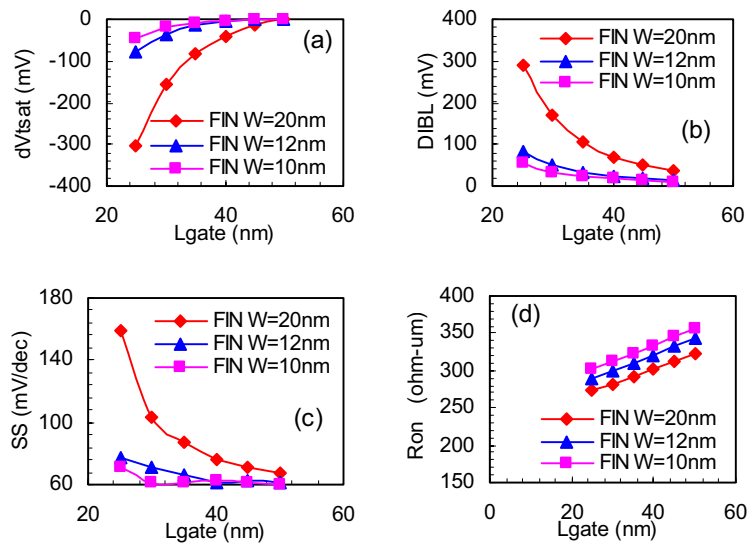 0
-100
-200
-300
-400
dVtsat (mV)
(a)
FIN W=20nm
FIN W=12nm
FIN W=10nm
20
40
60
Lgate (nm)
400
300
200
100
0
DIBL (mV)
FIN W=20nm
FIN W=12nm
FIN W=10nm
(b)
20
40
60
Lgate (nm)
180
140
100
60
SS (mV/dec)
FIN W=20nm
FIN W=12nm
FIN W=10nm
(c)
20
40
60
Lgate (nm)
400
350
300
250
200
150
Ron (ohm-um)
(d)
FIN W=20nm
FIN W=12nm
FIN W=10nm
0
20
40
60
Lgate (nm)